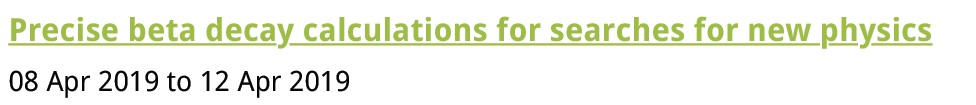 Precise beta decay calculations for searches for new physics
08 Apr 2019 to 12 Apr 2019